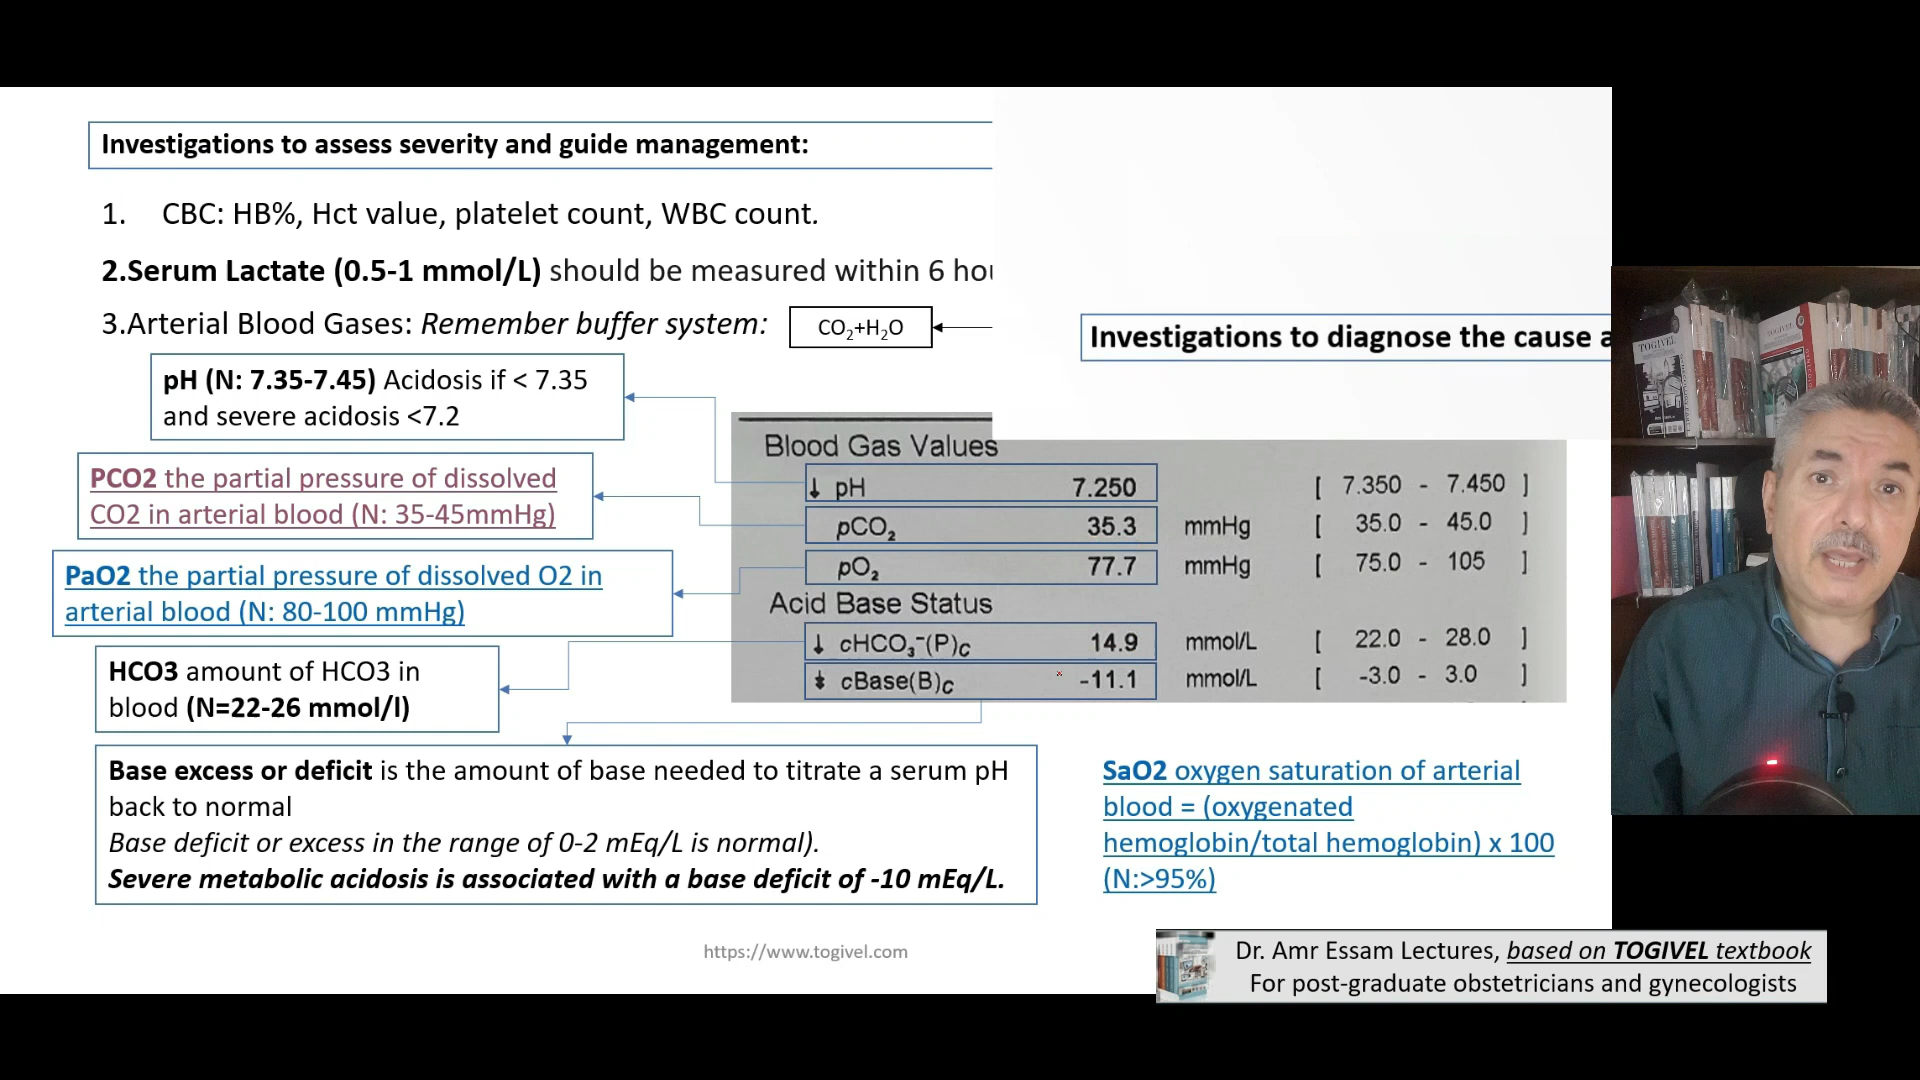 Investigations to assess severity and guide management:
1. CBC: HB%, Hct value, platelet count, WBC count.
2.Serum Lactate (0.5-1 mmol/L) should be measured within 6
3.Arterial Blood Gases: Remember buffer system:
CO₂+H₂O
Investigations to diagnose the cause
pH (N: 7.35-7.45) Acidosis if < 7.35
and severe acidosis <7.2
PCO2 the partial pressure of dissolved
CO2 in arterial blood (N: 35-45mmHg)
PaO2 the partial pressure of dissolved O2 in
arterial blood (N: 80-100 mmHg)
HCO3 amount of HCO3 in
blood (N=22-26 mmol/l)
Blood Gas Values
↓ pH 7.250 [ 7.350 - 7.450 ]
pCO₂ 35.3 mmHg [ 35.0 - 45.0 ]
pO₂ 77.7 mmHg [ 75.0 - 105 ]
Acid Base Status
↓ cHCO₃⁻(P)c 14.9 mmol/L [ 22.0 - 28.0 ]
↡ cBase(B)c -11.1 mmol/L [ -3.0 - 3.0 ]
Base excess or deficit is the amount of base needed to titrate a serum pH
back to normal
Base deficit or excess in the range of 0-2 mEq/L is normal).
Severe metabolic acidosis is associated with a base deficit of -10 mEq/L.
SaO2 oxygen saturation of arterial
blood = (oxygenated
hemoglobin/total hemoglobin) x 100
(N:>95%)
https://www.togivel.com
Dr. Amr Essam Lectures, based on TOGIVEL textbook
For post-graduate obstetricians and gynecologists
TOGIVEL